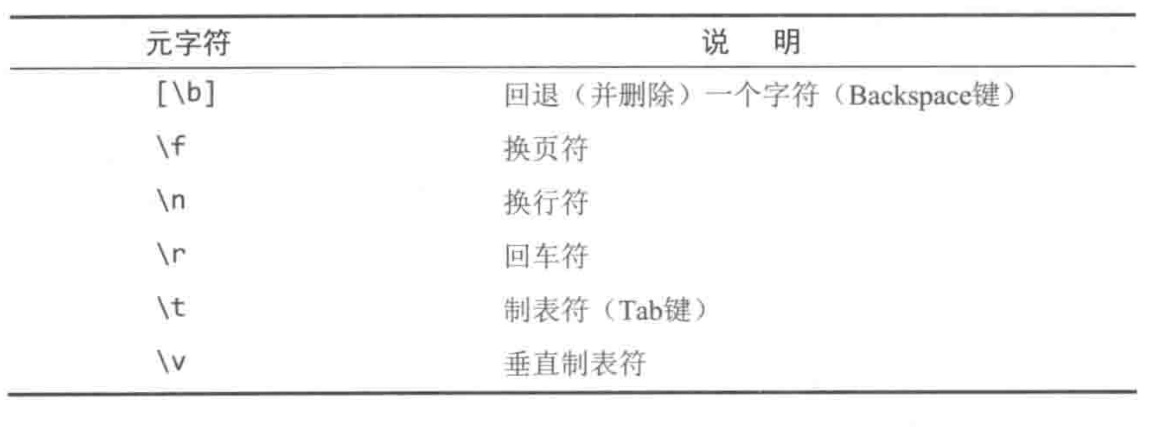 元字符 说 明
[\b] 回退（并删除）一个字符（Backspace键）
\f 换页符
\n 换行符
\r 回车符
\t 制表符（Tab键）
\v 垂直制表符